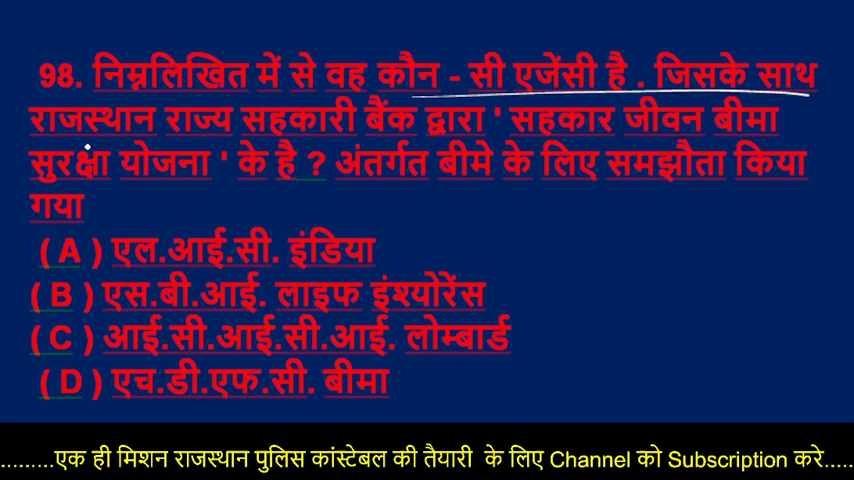 98. निम्नलिखित में से वह कौन - सी एजेंसी है . जिसके साथ
राजस्थान राज्य सहकारी बैंक द्वारा ' सहकार जीवन बीमा
सुरक्षा योजना ' के है ? अंतर्गत बीमे के लिए समझौता किया
गया
( A ) एल.आई.सी. इंडिया
( B ) एस.बी.आई. लाइफ इंश्योरेंस
( C ) आई.सी.आई.सी.आई. लोम्बार्ड
( D ) एच.डी.एफ.सी. बीमा
.........एक ही मिशन राजस्थान पुलिस कांस्टेबल की तैयारी के लिए Channel को Subscription करे.....